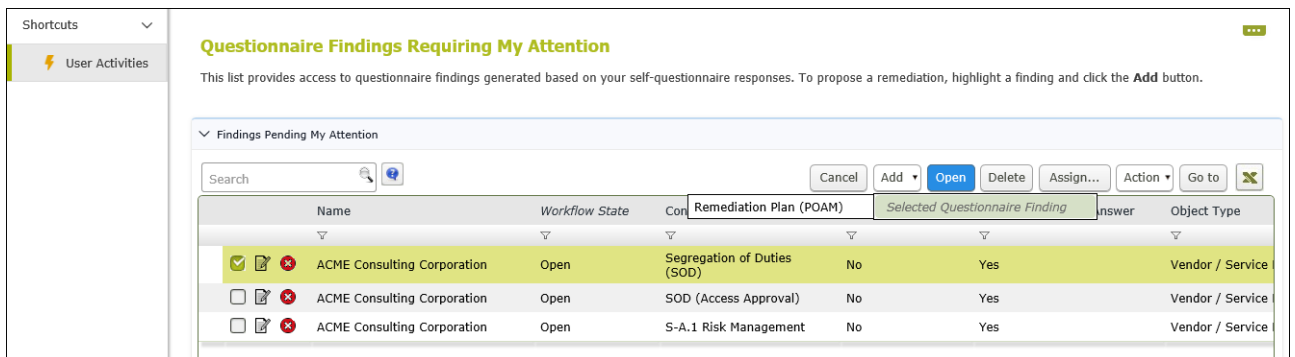 Shortcuts
User Activities
Questionnaire Findings Requiring My Attention
This list provides access to questionnaire findings generated based on your self-questionnaire responses. To propose a remediation, highlight a finding and click the Add button.
Findings Pending My Attention
Search
Cancel Add Open Delete Assign... Action Go to
Remediation Plan (POAM) Selected Questionnaire Finding
Name Workflow State Con Answer Object Type
ACME Consulting Corporation Open Segregation of Duties (SOD) No Yes Vendor / Service
ACME Consulting Corporation Open SOD (Access Approval) No Yes Vendor / Service
ACME Consulting Corporation Open S-A.1 Risk Management No Yes Vendor / Service